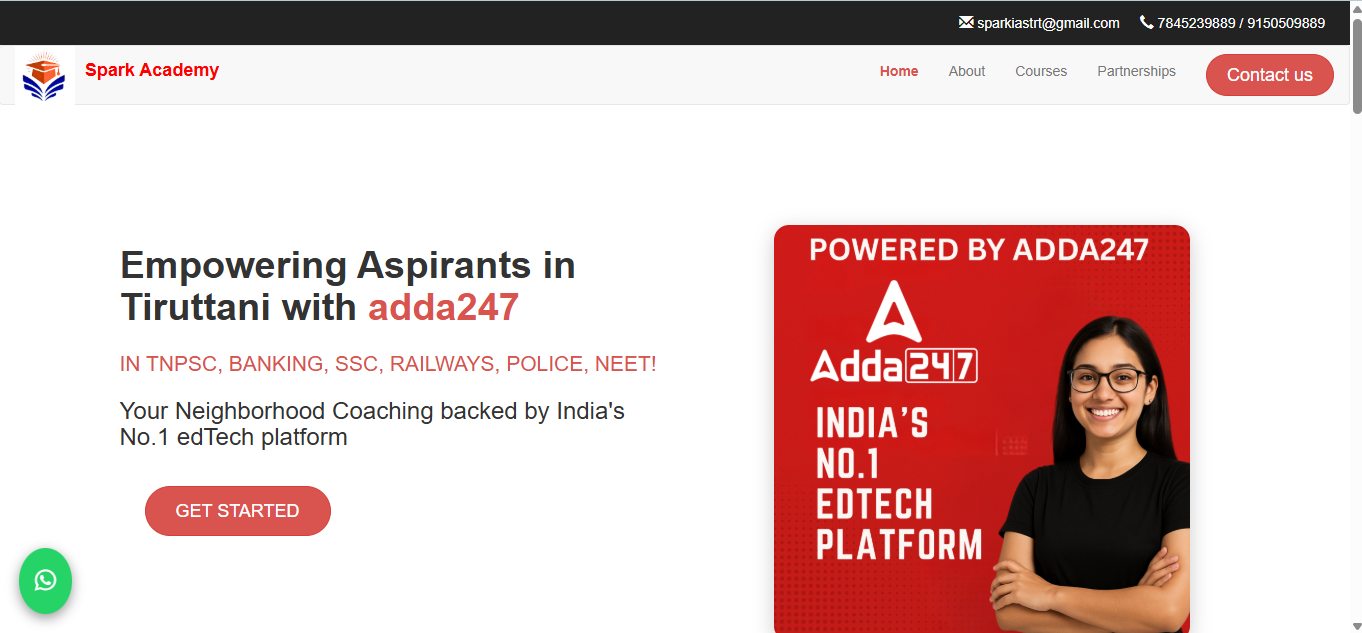 sparkiastrt@gmail.com 7845239889 / 9150509889
Spark Academy
Home About Courses Partnerships Contact us
Empowering Aspirants in
Tiruttani with adda247
IN TNPSC, BANKING, SSC, RAILWAYS, POLICE, NEET!
Your Neighborhood Coaching backed by India's
No.1 edTech platform
GET STARTED
POWERED BY ADDA247
Adda247
INDIA'S
NO.1
EDTECH
PLATFORM